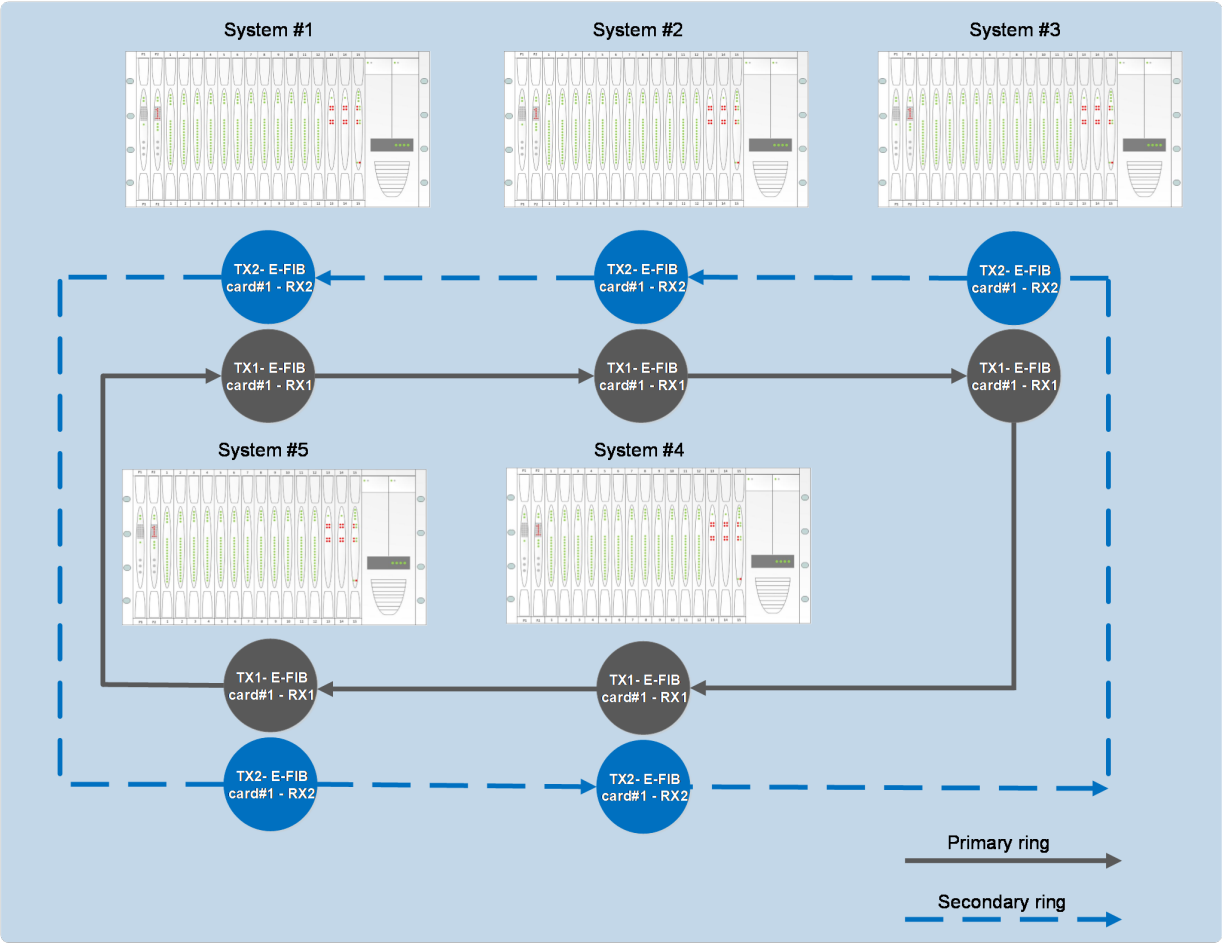 System #1
System #2
System #3
TX2- E-FIB
card#1 - RX2
TX2- E-FIB
card#1 - RX2
TX2- E-FIB
card#1 - RX2
TX1- E-FIB
card#1 - RX1
TX1- E-FIB
card#1 - RX1
TX1- E-FIB
card#1 - RX1
System #5
System #4
TX1- E-FIB
card#1 - RX1
TX1- E-FIB
card#1 - RX1
TX2- E-FIB
card#1 - RX2
TX2- E-FIB
card#1 - RX2
Primary ring
Secondary ring